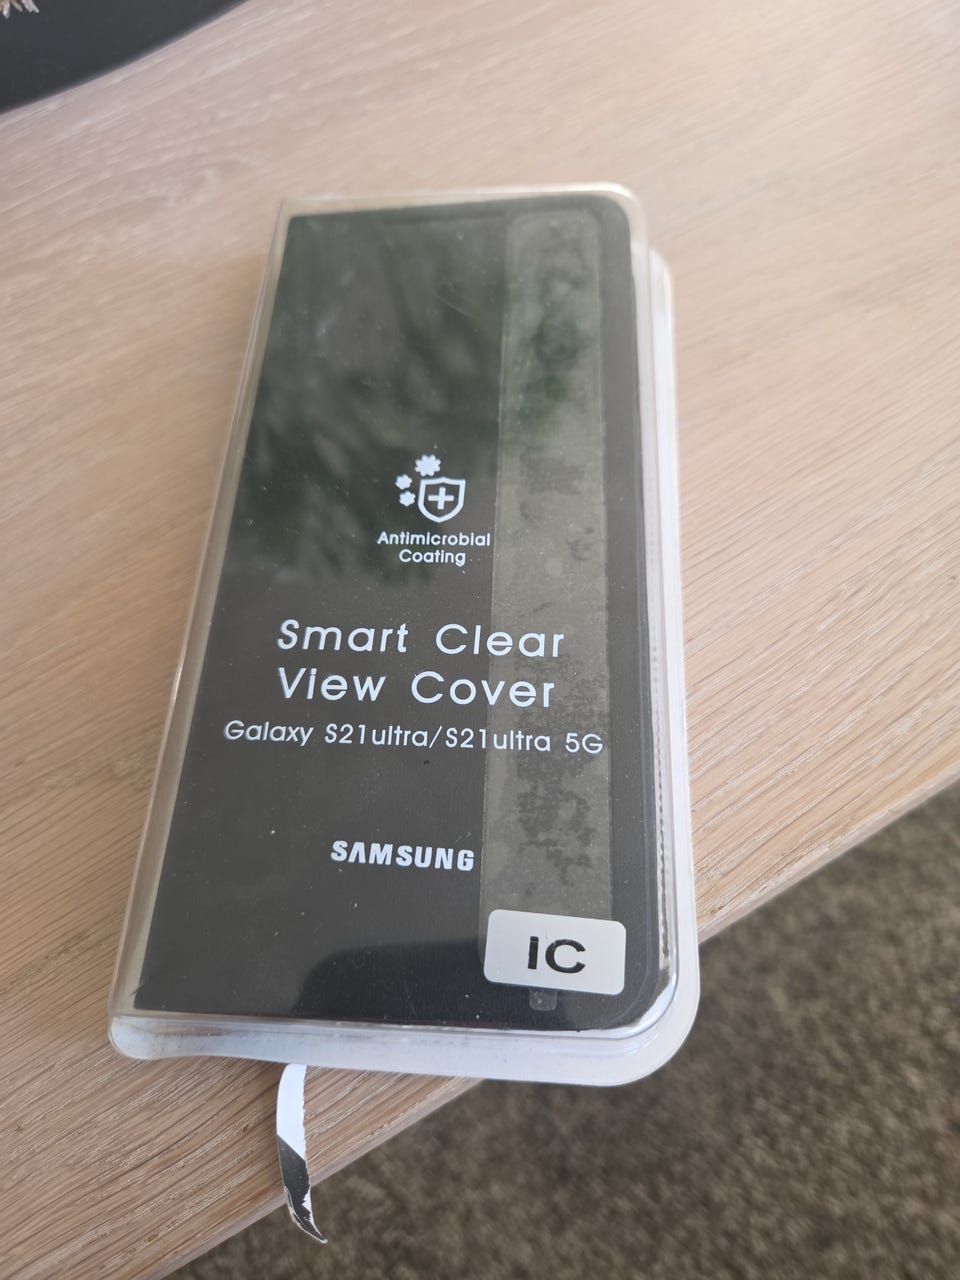 Antimicrobial
Coating
Smart Clear
View Cover
Galaxy S21ultra/S21ultra 5G
SAMSUNG
IC